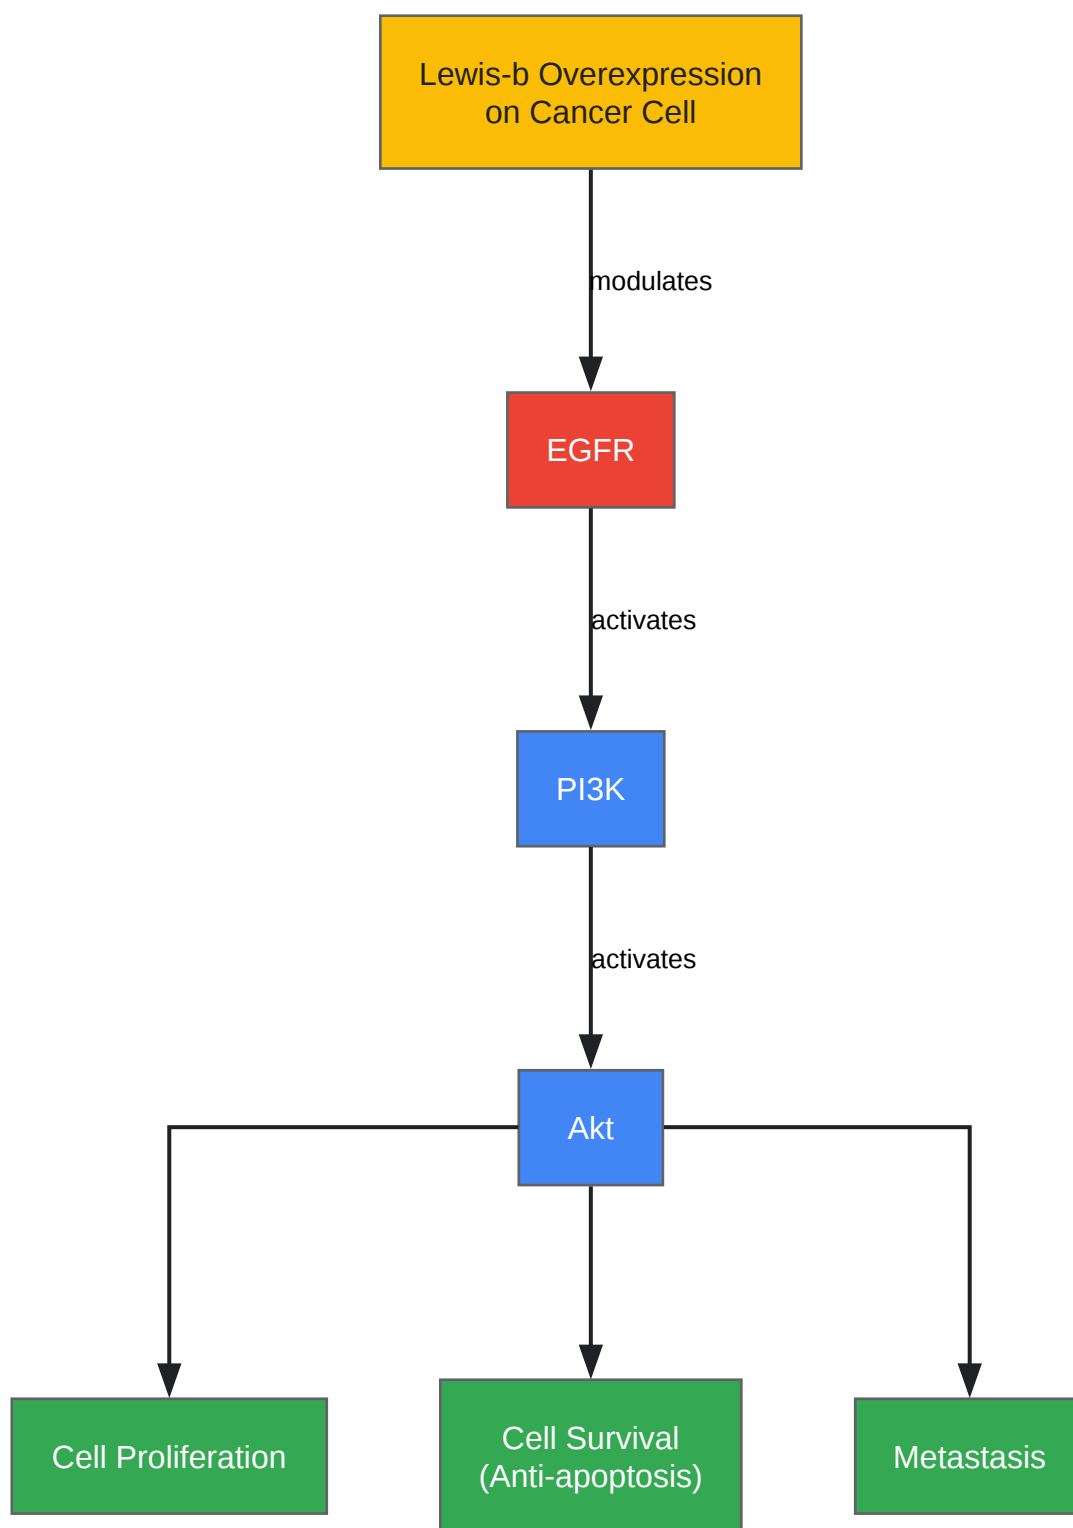 Lewis-b Overexpression
on Cancer Cell
modulates
EGFR
activates
PI3K
activates
Akt
Cell Proliferation
Cell Survival
(Anti-apoptosis)
Metastasis